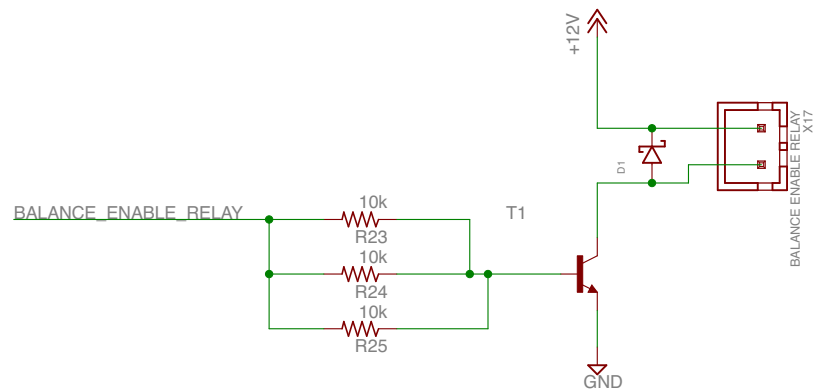 +12V
D1
BALANCE ENABLE RELAY
X17
BALANCE_ENABLE_RELAY
10k
R23
T1
10k
R24
10k
R25
GND